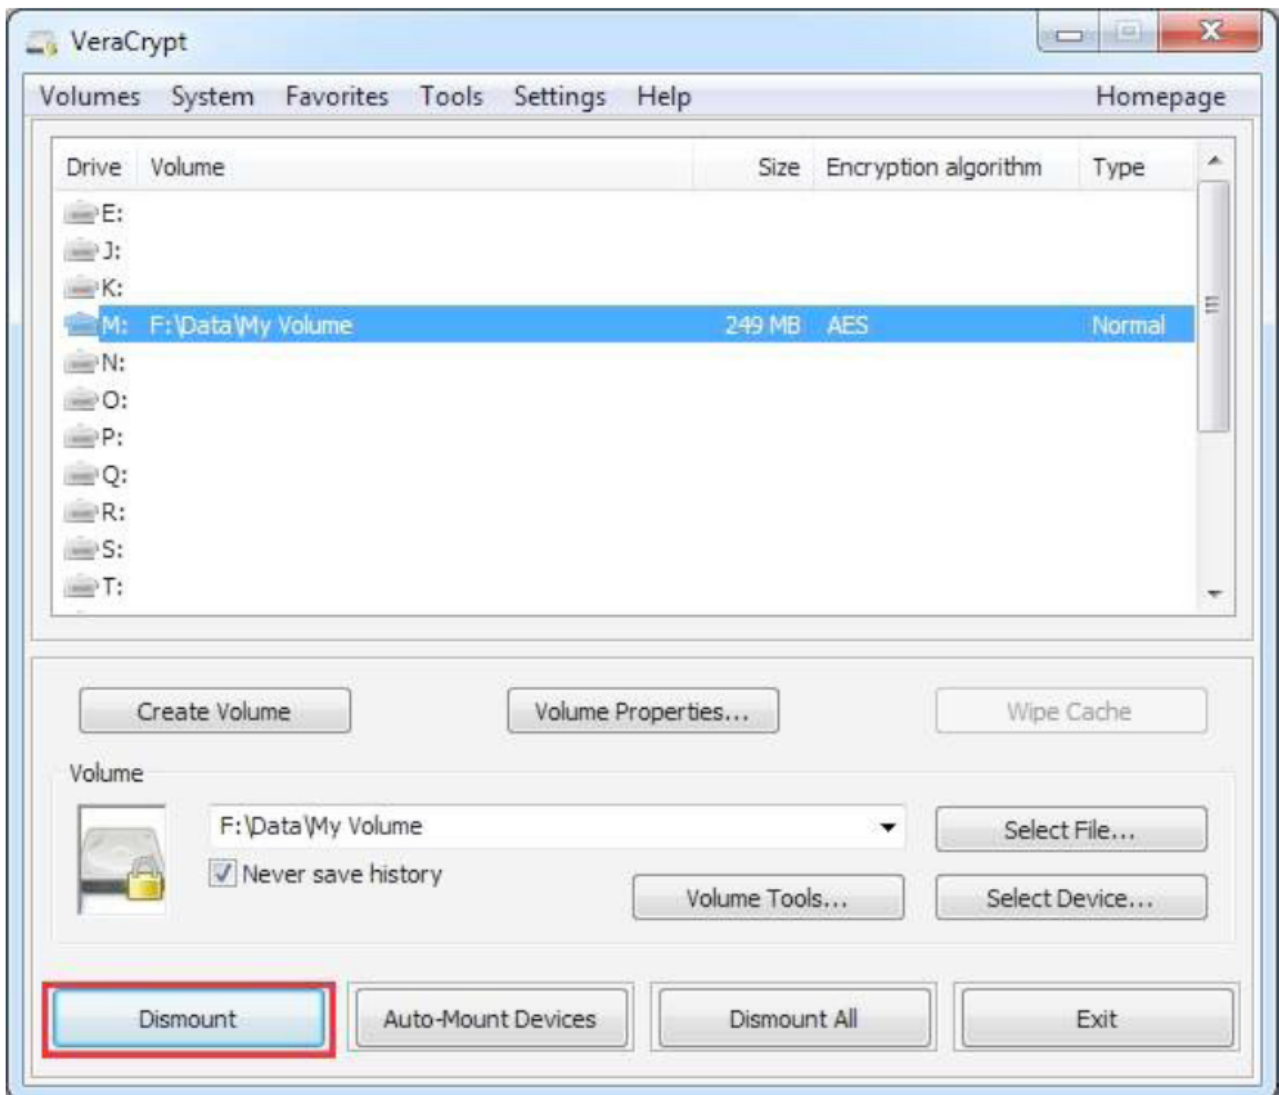 VeraCrypt
Volumes System Favorites Tools Settings Help Homepage
Drive Volume Size Encryption algorithm Type
E:
J:
K:
M: F:\Data\My Volume 249 MB AES Normal
N:
O:
P:
Q:
R:
S:
T:
Create Volume Volume Properties... Wipe Cache
Volume
F:\Data\My Volume Select File...
Never save history
Volume Tools... Select Device...
Dismount Auto-Mount Devices Dismount All Exit